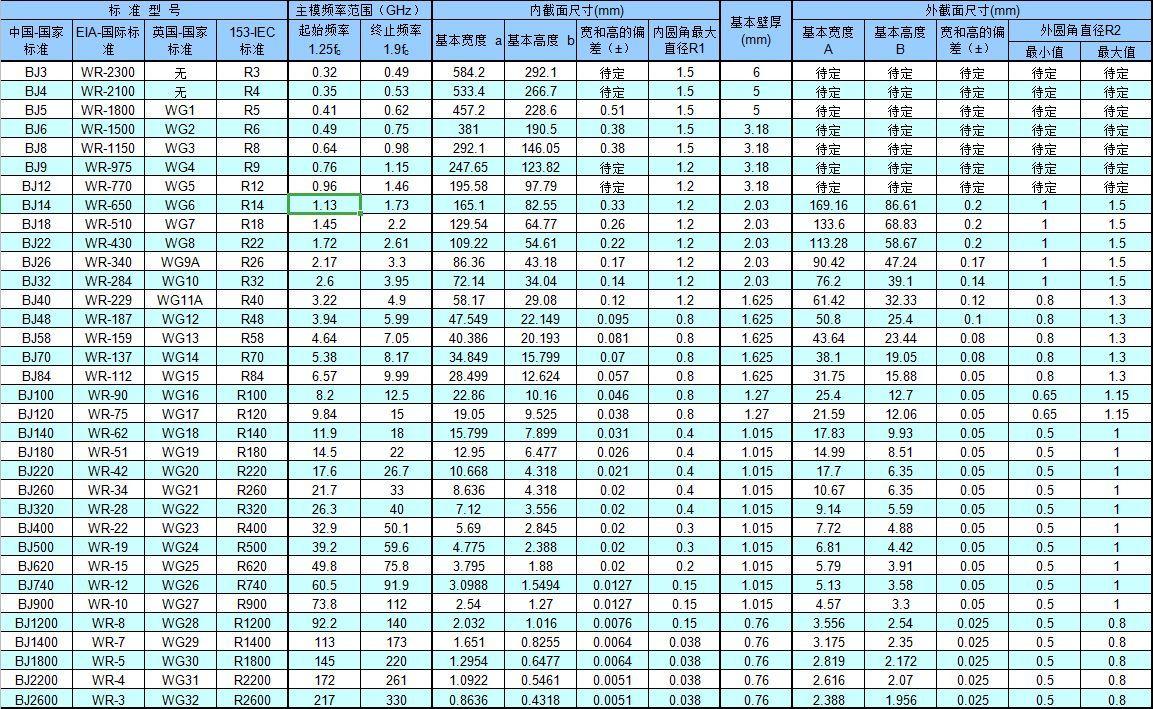 标 准 型 号 主模频率范围（GHz） 内截面尺寸(mm) 基本壁厚(mm) 外截面尺寸(mm)
中国-国家标准 EIA-国际标准 英国-国家标准 153-IEC标准 起始频率1.25fc 终止频率1.9fc 基本宽度 a 基本高度 b 宽和高的偏差（±） 内圆角最大直径R1 基本宽度A 基本高度B 宽和高的偏差（±） 外圆角直径R2
最小值 最大值
BJ3 WR-2300 无 R3 0.32 0.49 584.2 292.1 待定 1.5 6 待定 待定 待定 待定 待定
BJ4 WR-2100 无 R4 0.35 0.53 533.4 266.7 待定 1.5 5 待定 待定 待定 待定 待定
BJ5 WR-1800 WG1 R5 0.41 0.62 457.2 228.6 0.51 1.5 5 待定 待定 待定 待定 待定
BJ6 WR-1500 WG2 R6 0.49 0.75 381 190.5 0.38 1.5 3.18 待定 待定 待定 待定 待定
BJ8 WR-1150 WG3 R8 0.64 0.98 292.1 146.05 0.38 1.5 3.18 待定 待定 待定 待定 待定
BJ9 WR-975 WG4 R9 0.76 1.15 247.65 123.82 待定 1.2 3.18 待定 待定 待定 待定 待定
BJ12 WR-770 WG5 R12 0.96 1.46 195.58 97.79 待定 1.2 3.18 待定 待定 待定 待定 待定
BJ14 WR-650 WG6 R14 1.13 1.73 165.1 82.55 0.33 1.2 2.03 169.16 86.61 0.2 1 1.5
BJ18 WR-510 WG7 R18 1.45 2.2 129.54 64.77 0.26 1.2 2.03 133.6 68.83 0.2 1 1.5
BJ22 WR-430 WG8 R22 1.72 2.61 109.22 54.61 0.22 1.2 2.03 113.28 58.67 0.2 1 1.5
BJ26 WR-340 WG9A R26 2.17 3.3 86.36 43.18 0.17 1.2 2.03 90.42 47.24 0.17 1 1.5
BJ32 WR-284 WG10 R32 2.6 3.95 72.14 34.04 0.14 1.2 2.03 76.2 39.1 0.14 1 1.5
BJ40 WR-229 WG11A R40 3.22 4.9 58.17 29.08 0.12 1.2 1.625 61.42 32.33 0.12 0.8 1.3
BJ48 WR-187 WG12 R48 3.94 5.99 47.549 22.149 0.095 0.8 1.625 50.8 25.4 0.1 0.8 1.3
BJ58 WR-159 WG13 R58 4.64 7.05 40.386 20.193 0.081 0.8 1.625 43.64 23.44 0.08 0.8 1.3
BJ70 WR-137 WG14 R70 5.38 8.17 34.849 15.799 0.07 0.8 1.625 38.1 19.05 0.08 0.8 1.3
BJ84 WR-112 WG15 R84 6.57 9.99 28.499 12.624 0.057 0.8 1.625 31.75 15.88 0.05 0.8 1.3
BJ100 WR-90 WG16 R100 8.2 12.5 22.86 10.16 0.046 0.8 1.27 25.4 12.7 0.05 0.65 1.15
BJ120 WR-75 WG17 R120 9.84 15 19.05 9.525 0.038 0.8 1.27 21.59 12.06 0.05 0.65 1.15
BJ140 WR-62 WG18 R140 11.9 18 15.799 7.899 0.031 0.4 1.015 17.83 9.93 0.05 0.5 1
BJ180 WR-51 WG19 R180 14.5 22 12.95 6.477 0.026 0.4 1.015 14.99 8.51 0.05 0.5 1
BJ220 WR-42 WG20 R220 17.6 26.7 10.668 4.318 0.021 0.4 1.015 17.7 6.35 0.05 0.5 1
BJ260 WR-34 WG21 R260 21.7 33 8.636 4.318 0.02 0.4 1.015 10.67 6.35 0.05 0.5 1
BJ320 WR-28 WG22 R320 26.3 40 7.12 3.556 0.02 0.4 1.015 9.14 5.59 0.05 0.5 1
BJ400 WR-22 WG23 R400 32.9 50.1 5.69 2.845 0.02 0.3 1.015 7.72 4.88 0.05 0.5 1
BJ500 WR-19 WG24 R500 39.2 59.6 4.775 2.388 0.02 0.3 1.015 6.81 4.42 0.05 0.5 1
BJ620 WR-15 WG25 R620 49.8 75.8 3.795 1.88 0.02 0.2 1.015 5.79 3.91 0.05 0.5 1
BJ740 WR-12 WG26 R740 60.5 91.9 3.0988 1.5494 0.0127 0.15 1.015 5.13 3.58 0.05 0.5 1
BJ900 WR-10 WG27 R900 73.8 112 2.54 1.27 0.0127 0.15 1.015 4.57 3.3 0.05 0.5 1
BJ1200 WR-8 WG28 R1200 92.2 140 2.032 1.016 0.0076 0.15 0.76 3.556 2.54 0.025 0.5 0.8
BJ1400 WR-7 WG29 R1400 113 173 1.651 0.8255 0.0064 0.038 0.76 3.175 2.35 0.025 0.5 0.8
BJ1800 WR-5 WG30 R1800 145 220 1.2954 0.6477 0.0064 0.038 0.76 2.819 2.172 0.025 0.5 0.8
BJ2200 WR-4 WG31 R2200 172 261 1.0922 0.5461 0.0051 0.038 0.76 2.616 2.07 0.025 0.5 0.8
BJ2600 WR-3 WG32 R2600 217 330 0.8636 0.4318 0.0051 0.038 0.76 2.388 1.956 0.025 0.5 0.8